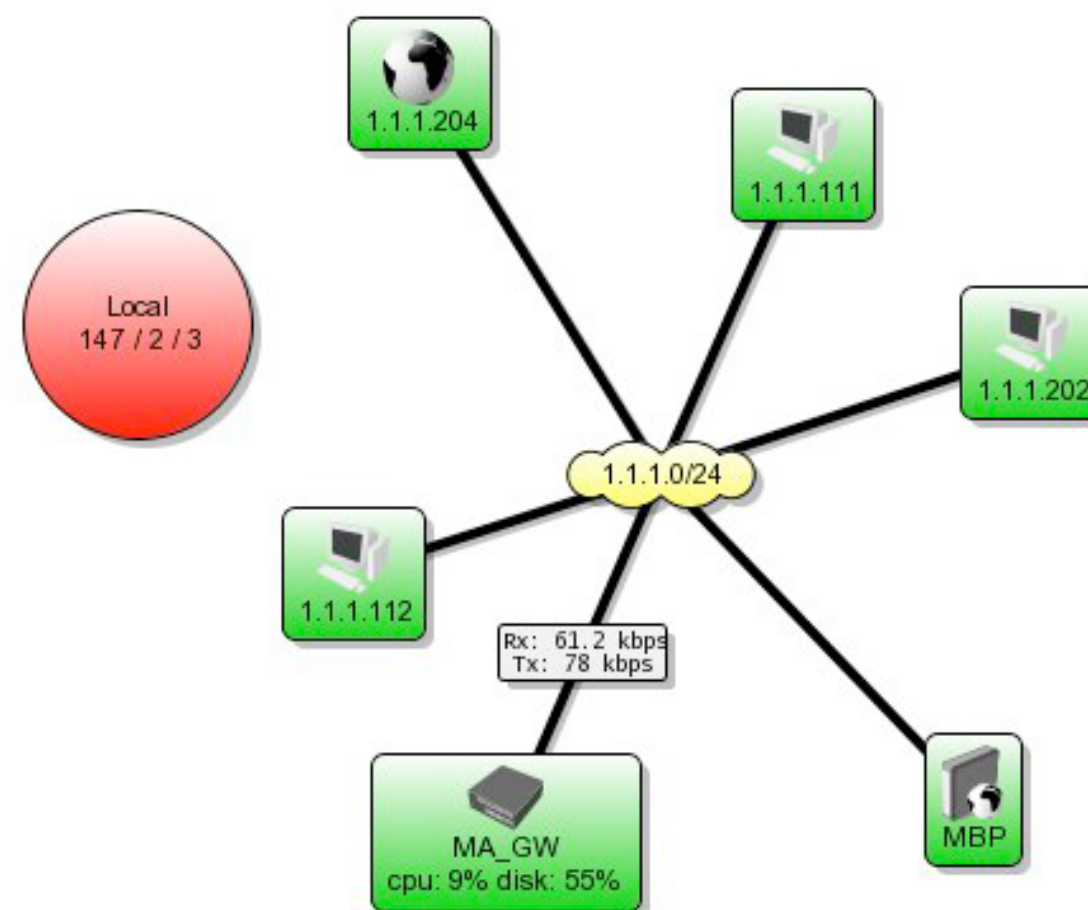 1.1.1.204
1.1.1.111
Local
147 / 2 / 3
1.1.1.202
1.1.1.0/24
1.1.1.112
Rx: 61.2 kbps
Tx: 78 kbps
MA_GW
cpu: 9% disk: 55%
MBP